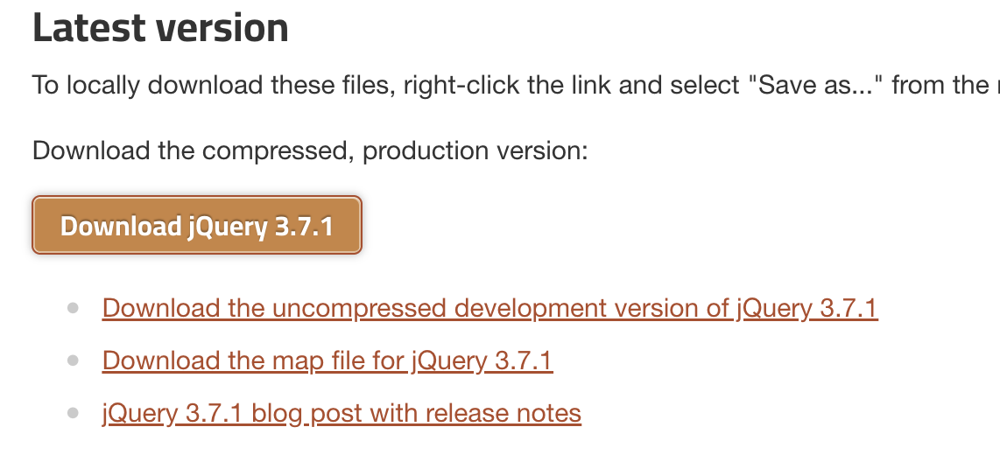 Latest version
To locally download these files, right-click the link and select "Save as..." from the
Download the compressed, production version:
Download jQuery 3.7.1
Download the uncompressed development version of jQuery 3.7.1
Download the map file for jQuery 3.7.1
jQuery 3.7.1 blog post with release notes